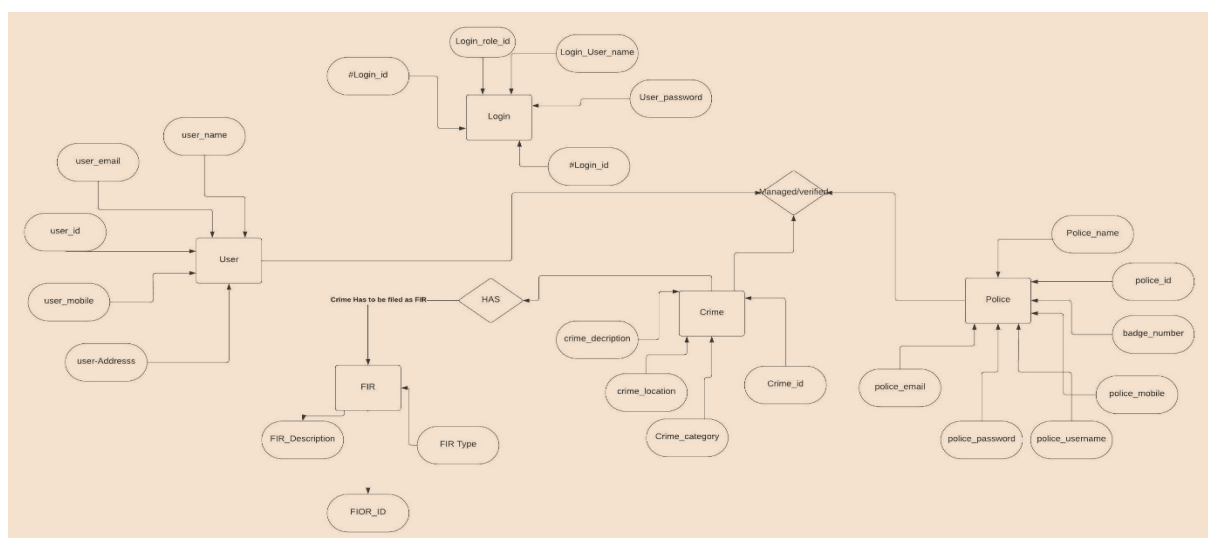 Login_role_id
Login_User_name
#Login_id
User_password
Login
#Login_id
user_name
user_email
user_id
User
user_mobile
user-Addresss
Managed/verified
Police_name
police_id
Police
badge_number
police_email
police_mobile
police_password
police_username
Crime Has to be filed as FIR
HAS
Crime
crime_decription
crime_location
Crime_id
Crime_category
FIR
FIR_Description
FIR Type
FIOR_ID